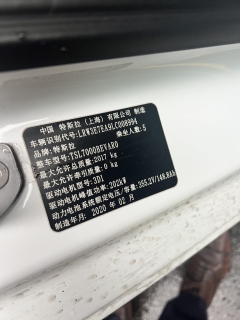 中国 特斯拉（上海）有限公司 制造
车辆识别代号：LRW3E7EA9LC008904
品牌：特斯拉 乘坐人数：5
整车型号：TSL7000BEVAR0
最大允许总质量：2017 kg
最大允许牵引质量：0 kg
驱动电机型号：3D1
驱动电机峰值功率：202kW
动力电池系统额定电压/容量：355.2V/148.8Ah
制造年月：2020 年 02 月